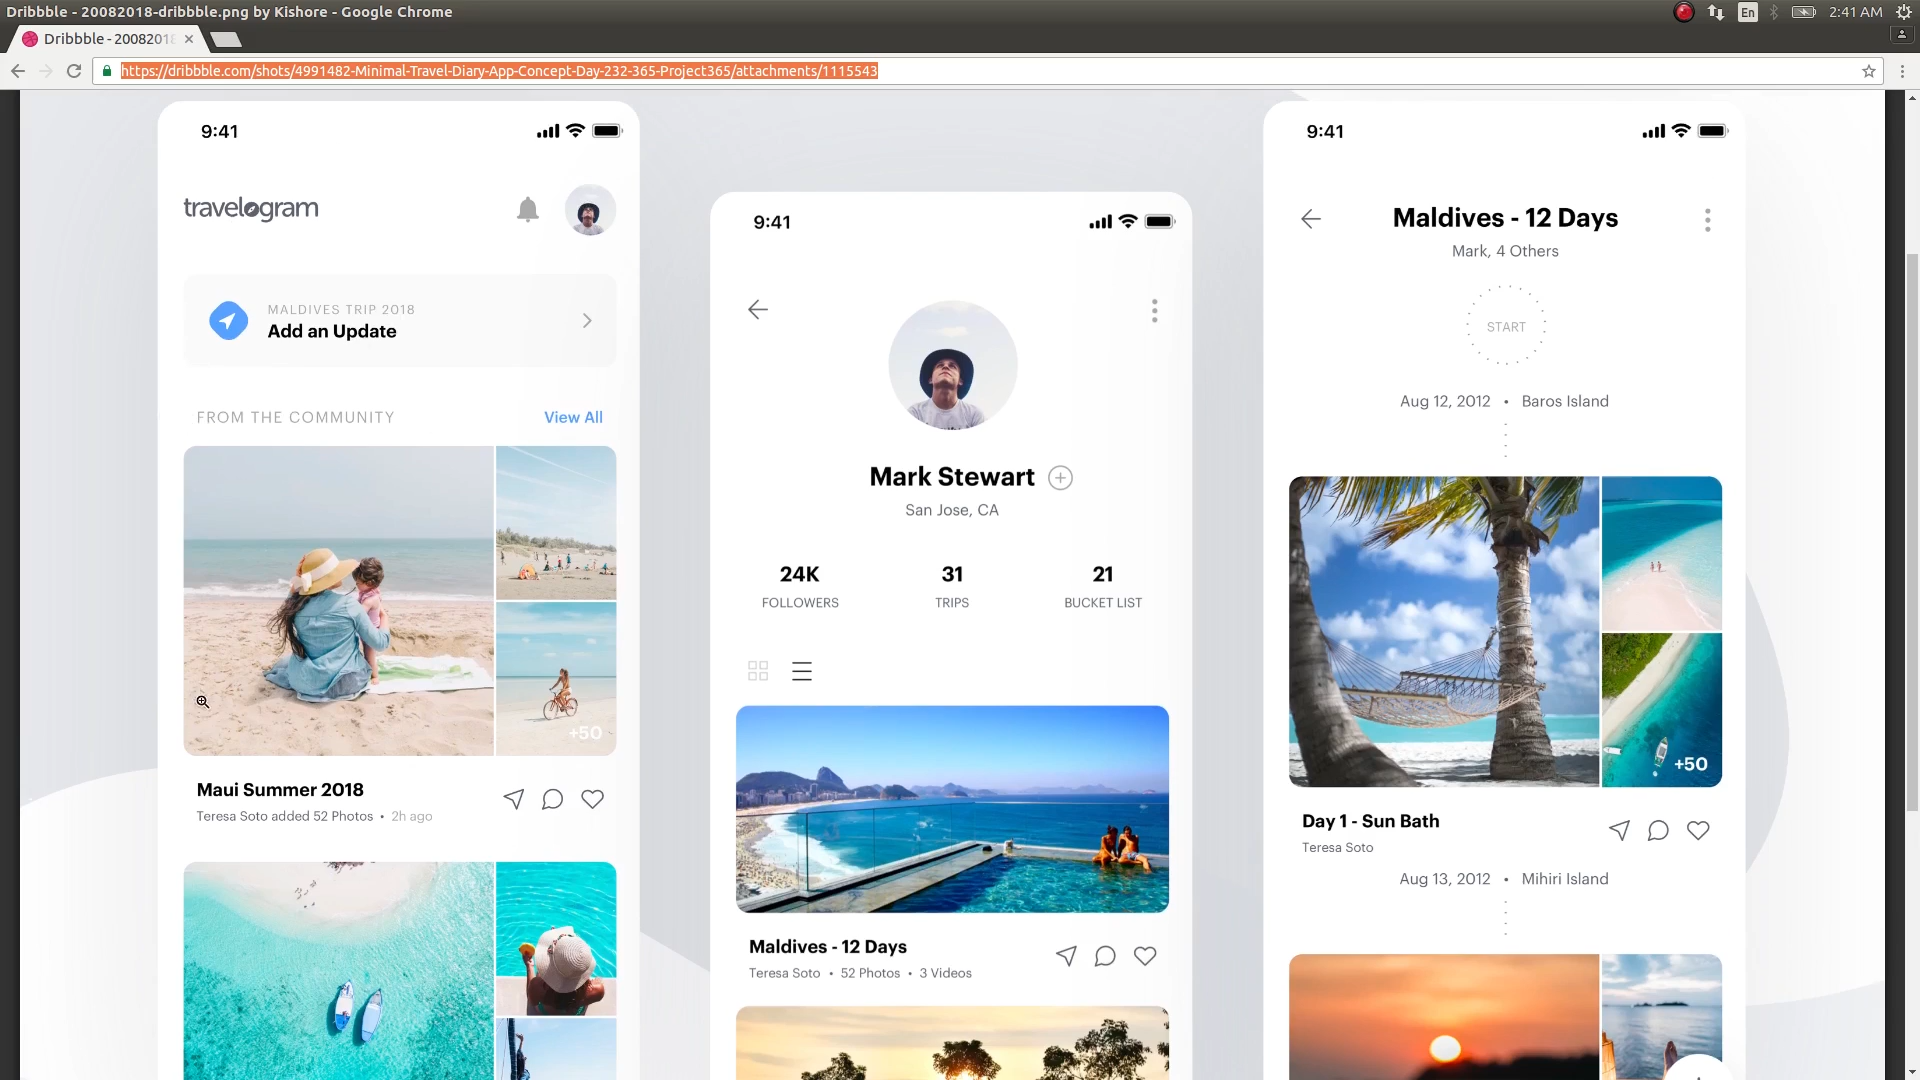 Dribbble - 20082018-dribbble.png by Kishore - Google Chrome
En
2:41 AM
Dribbble - 2008201
https://dribbble.com/shots/4991482-Minimal-Travel-Diary-App-Concept-Day-232-365-Project365/attachments/1115543
9:41
travelogram
MALDIVES TRIP 2018
Add an Update
FROM THE COMMUNITY
View All
+50
Maui Summer 2018
Teresa Soto added 52 Photos • 2h ago
9:41
Mark Stewart
San Jose, CA
24K
FOLLOWERS
31
TRIPS
21
BUCKET LIST
Maldives - 12 Days
Teresa Soto • 52 Photos • 3 Videos
9:41
Maldives - 12 Days
Mark, 4 Others
START
Aug 12, 2012 • Baros Island
+50
Day 1 - Sun Bath
Teresa Soto
Aug 13, 2012 • Mihiri Island